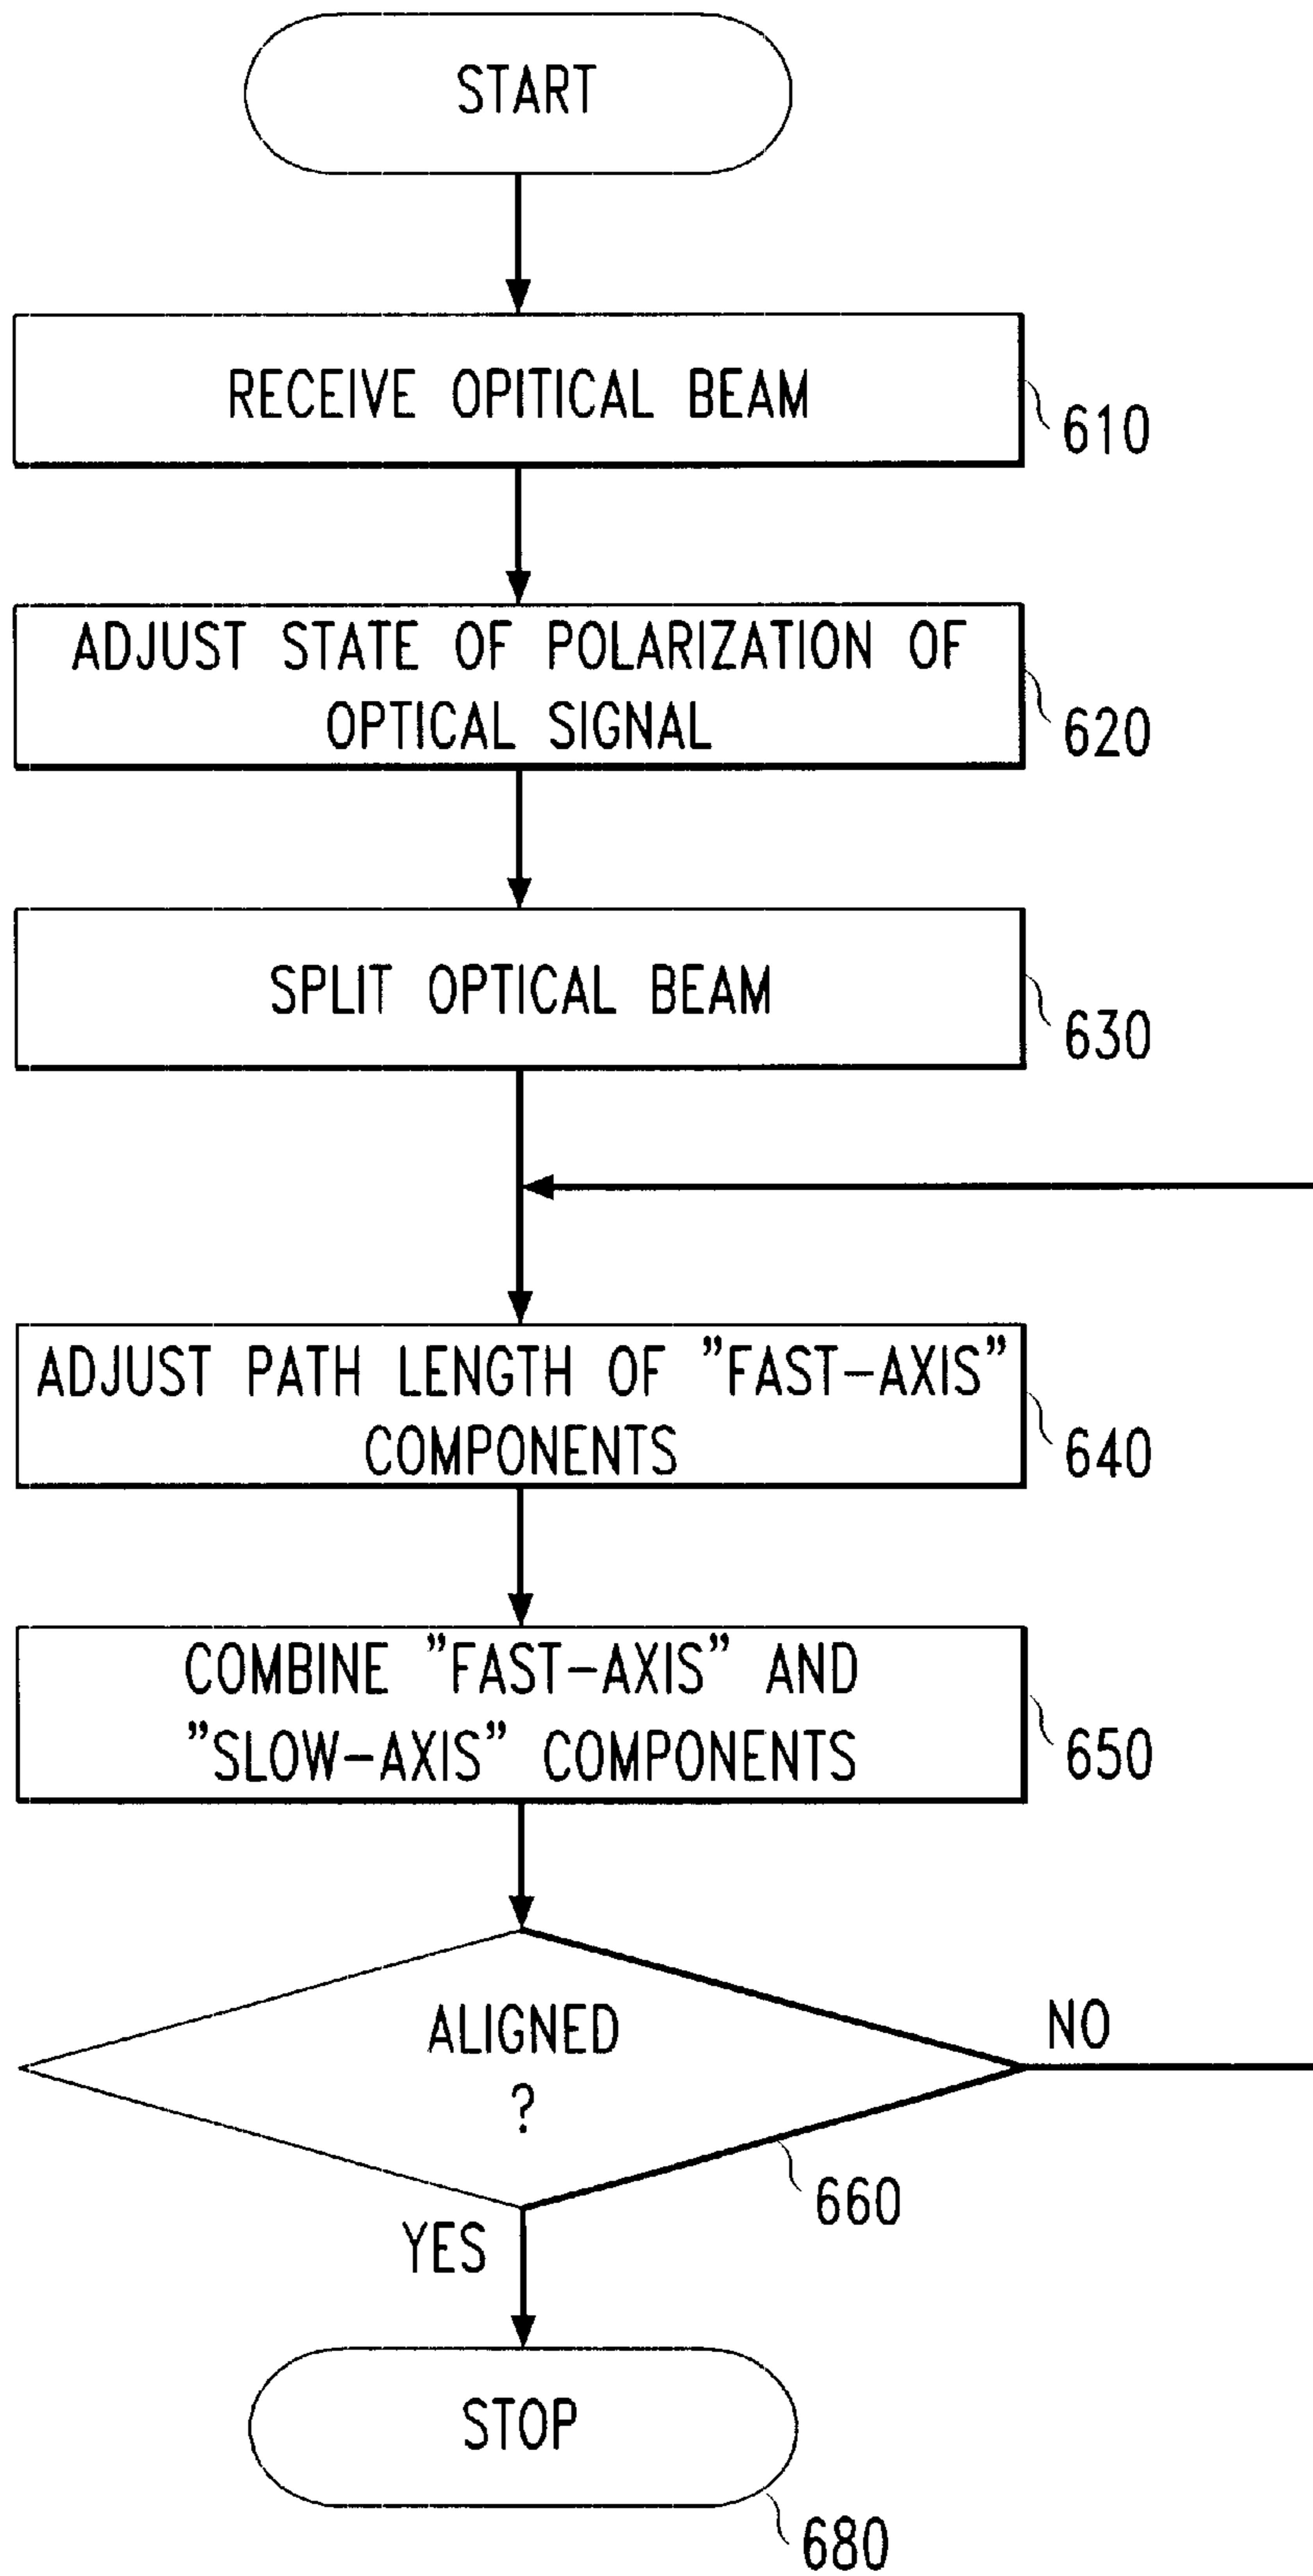 START
RECEIVE OPITICAL BEAM
610
ADJUST STATE OF POLARIZATION OF
OPTICAL SIGNAL
620
SPLIT OPTICAL BEAM
630
ADJUST PATH LENGTH OF "FAST-AXIS"
COMPONENTS
640
COMBINE "FAST-AXIS" AND
"SLOW-AXIS" COMPONENTS
650
ALIGNED
?
NO
660
YES
STOP
680